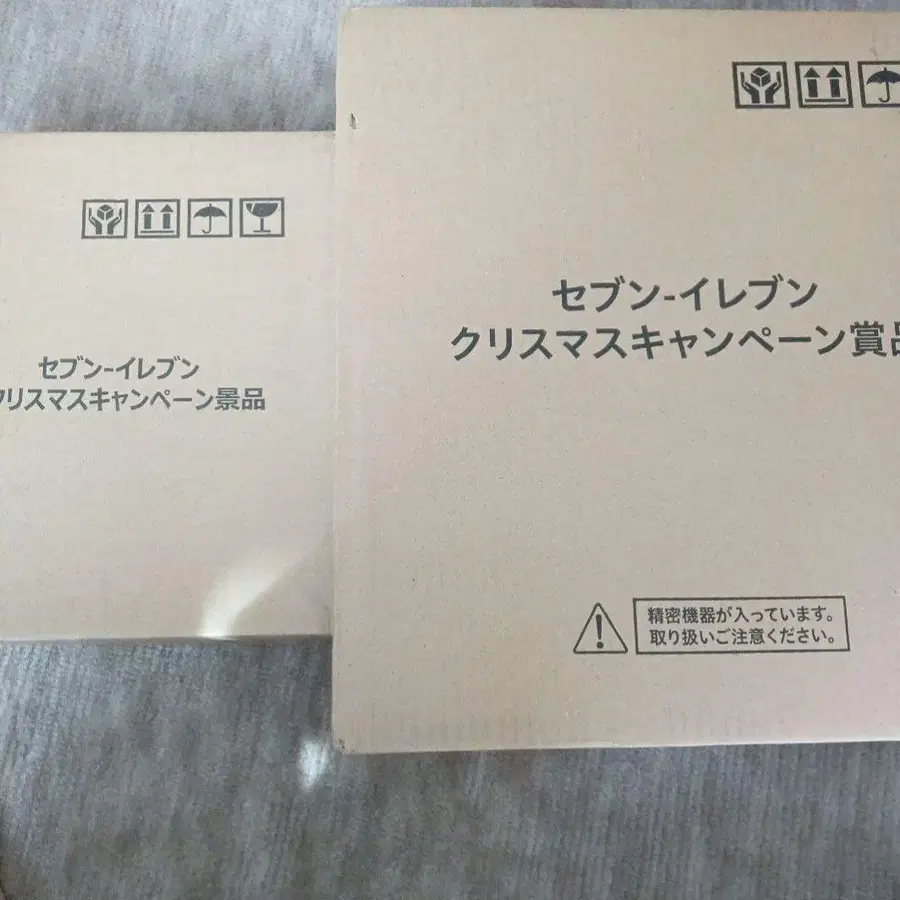 セブン-イレブン
クリスマスキャンペーン景品
セブン-イレブン
クリスマスキャンペーン賞品
精密機器が入っています。
取り扱いご注意ください。